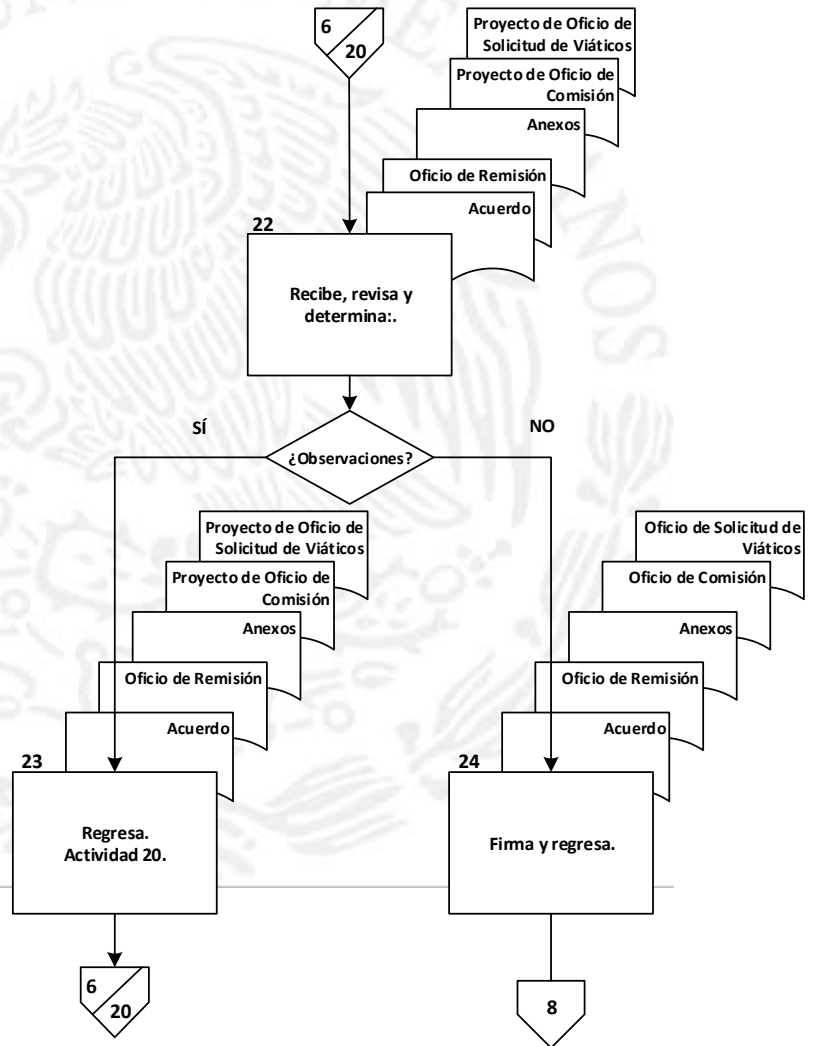 6
20
Proyecto de Oficio de
Solicitud de Viáticos
Proyecto de Oficio de
Comisión
Anexos
Oficio de Remisión
Acuerdo
22
Recibe, revisa y
determina:.
¿Observaciones?
SÍ
NO
Proyecto de Oficio de
Solicitud de Viáticos
Proyecto de Oficio de
Comisión
Anexos
Oficio de Remisión
Acuerdo
23
Regresa.
Actividad 20.
6
20
Oficio de Solicitud de
Viáticos
Oficio de Comisión
Anexos
Oficio de Remisión
Acuerdo
24
Firma y regresa.
8